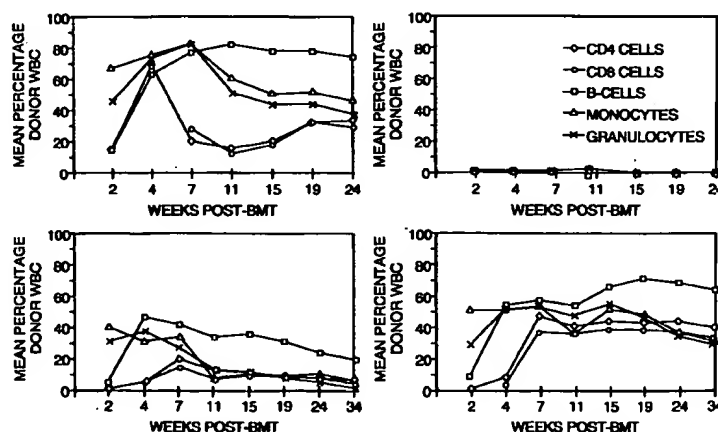 MEAN PERCENTAGE
DONOR WBC
100
80
60
40
20
0
2 4 7 11 15 19 24
WEEKS POST-BMT
MEAN PERCENTAGE
DONOR WBC
100
80
60
40
20
0
CD4 CELLS
CD8 CELLS
B-CELLS
MONOCYTES
GRANULOCYTES
2 4 7 11 15 19 24
WEEKS POST-BMT
MEAN PERCENTAGE
DONOR WBC
100
80
60
40
20
0
2 4 7 11 15 19 24 34
WEEKS POST-BMT
MEAN PERCENTAGE
DONOR WBC
100
80
60
40
20
0
2 4 7 11 15 19 24 34
WEEKS POST-BMT